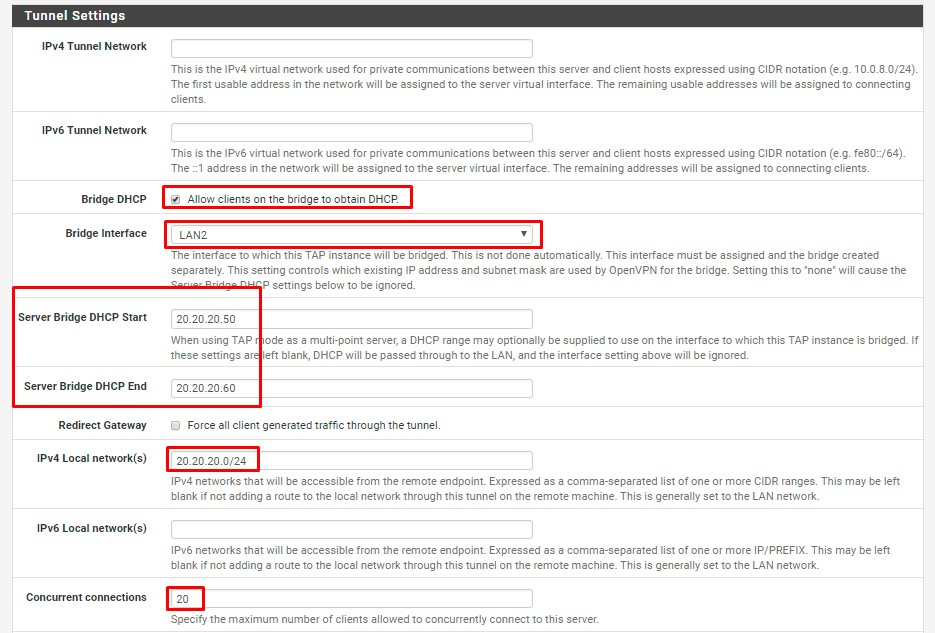 Tunnel Settings
IPv4 Tunnel Network
This is the IPv4 virtual network used for private communications between this server and client hosts expressed using CIDR notation (e.g. 10.0.8.0/24).
The first usable address in the network will be assigned to the server virtual interface. The remaining usable addresses will be assigned to connecting
clients.
IPv6 Tunnel Network
This is the IPv6 virtual network used for private communications between this server and client hosts expressed using CIDR notation (e.g. fe80::/64).
The ::1 address in the network will be assigned to the server virtual interface. The remaining addresses will be assigned to connecting clients.
Bridge DHCP
Allow clients on the bridge to obtain DHCP.
Bridge Interface
LAN2
The interface to which this TAP instance will be bridged. This is not done automatically. This interface must be assigned and the bridge created
separately. This setting controls which existing IP address and subnet mask are used by OpenVPN for the bridge. Setting this to "none" will cause the
Server Bridge DHCP settings below to be ignored.
Server Bridge DHCP Start
20.20.20.50
When using TAP mode as a multi-point server, a DHCP range may optionally be supplied to use on the interface to which this TAP instance is bridged. If
these settings are left blank, DHCP will be passed through to the LAN, and the interface setting above will be ignored.
Server Bridge DHCP End
20.20.20.60
Redirect Gateway
Force all client generated traffic through the tunnel.
IPv4 Local network(s)
20.20.20.0/24
IPv4 networks that will be accessible from the remote endpoint. Expressed as a comma-separated list of one or more CIDR ranges. This may be left
blank if not adding a route to the local network through this tunnel on the remote machine. This is generally set to the LAN network.
IPv6 Local network(s)
IPv6 networks that will be accessible from the remote endpoint. Expressed as a comma-separated list of one or more IP/PREFIX. This may be left
blank if not adding a route to the local network through this tunnel on the remote machine. This is generally set to the LAN network.
Concurrent connections
20
Specify the maximum number of clients allowed to concurrently connect to this server.